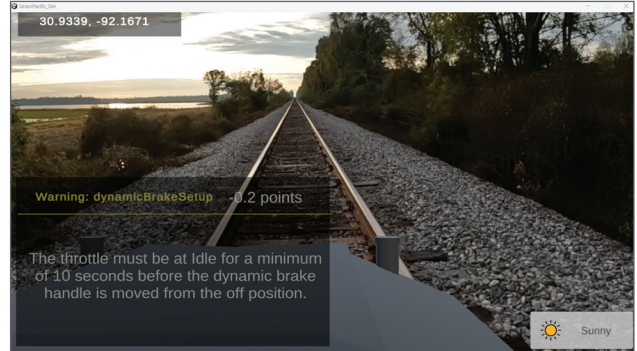 UnionPacific_Sim
30.9339, -92.1671
Warning: dynamicBrakeSetup -0.2 points
The throttle must be at Idle for a minimum
of 10 seconds before the dynamic brake
handle is moved from the off position.
Sunny